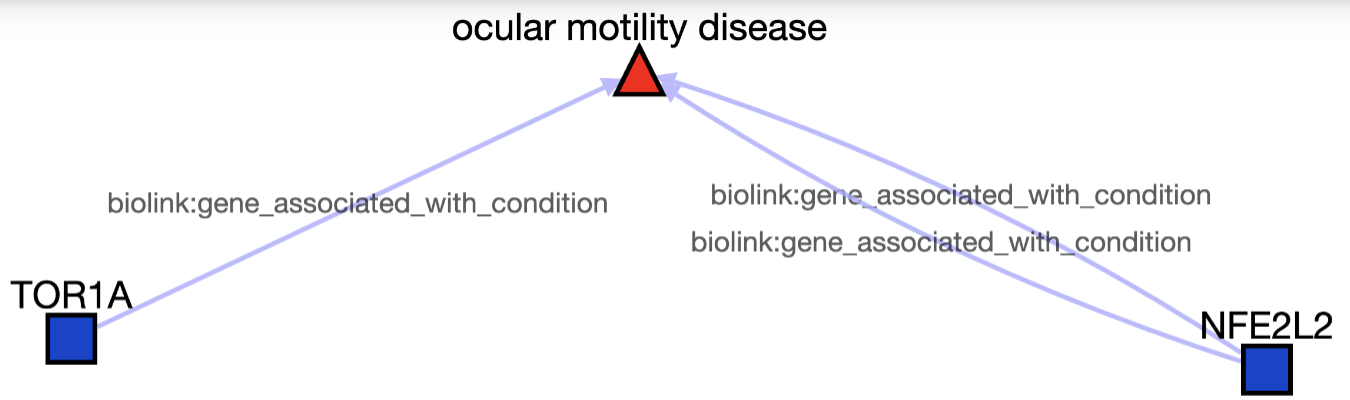 ocular motility disease
biolink:gene_associated_with_condition
biolink:gene_associated_with_condition
biolink:gene_associated_with_condition
TOR1A
NFE2L2